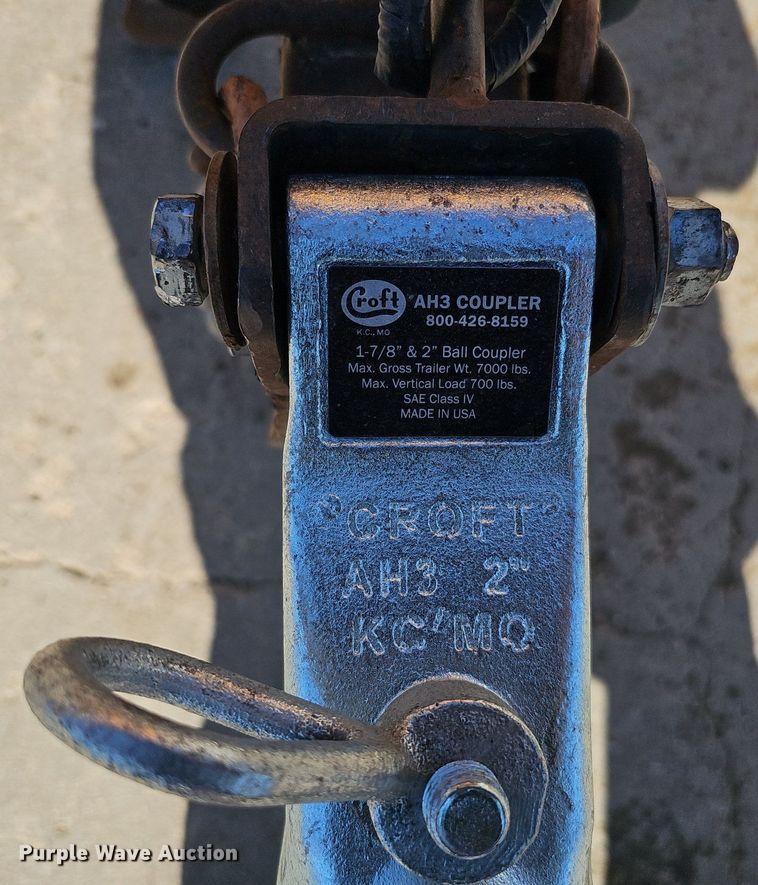 Croft
K.C., MO
AH3 COUPLER
800-426-8159
1-7/8" & 2" Ball Coupler
Max. Gross Trailer Wt. 7000 lbs.
Max. Vertical Load 700 lbs.
SAE Class IV
MADE IN USA
"CROFT"
AH3 2"
KC'MO
Purple Wave Auction